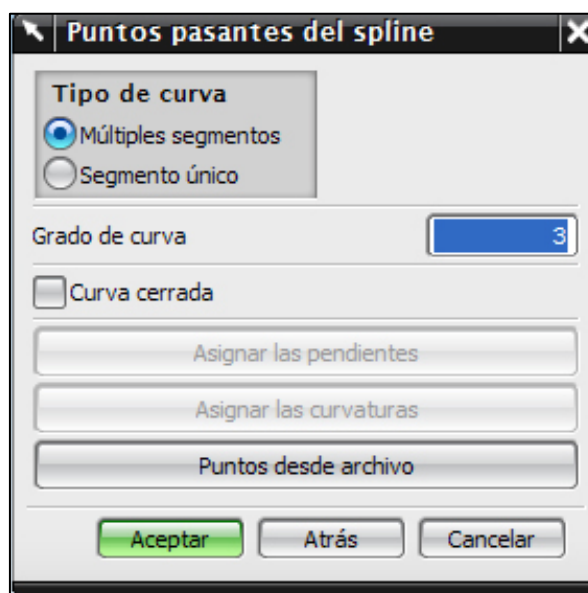 Puntos pasantes del spline
Tipo de curva
Múltiples segmentos
Segmento único
Grado de curva 3
Curva cerrada
Asignar las pendientes
Asignar las curvaturas
Puntos desde archivo
Aceptar Atrás Cancelar